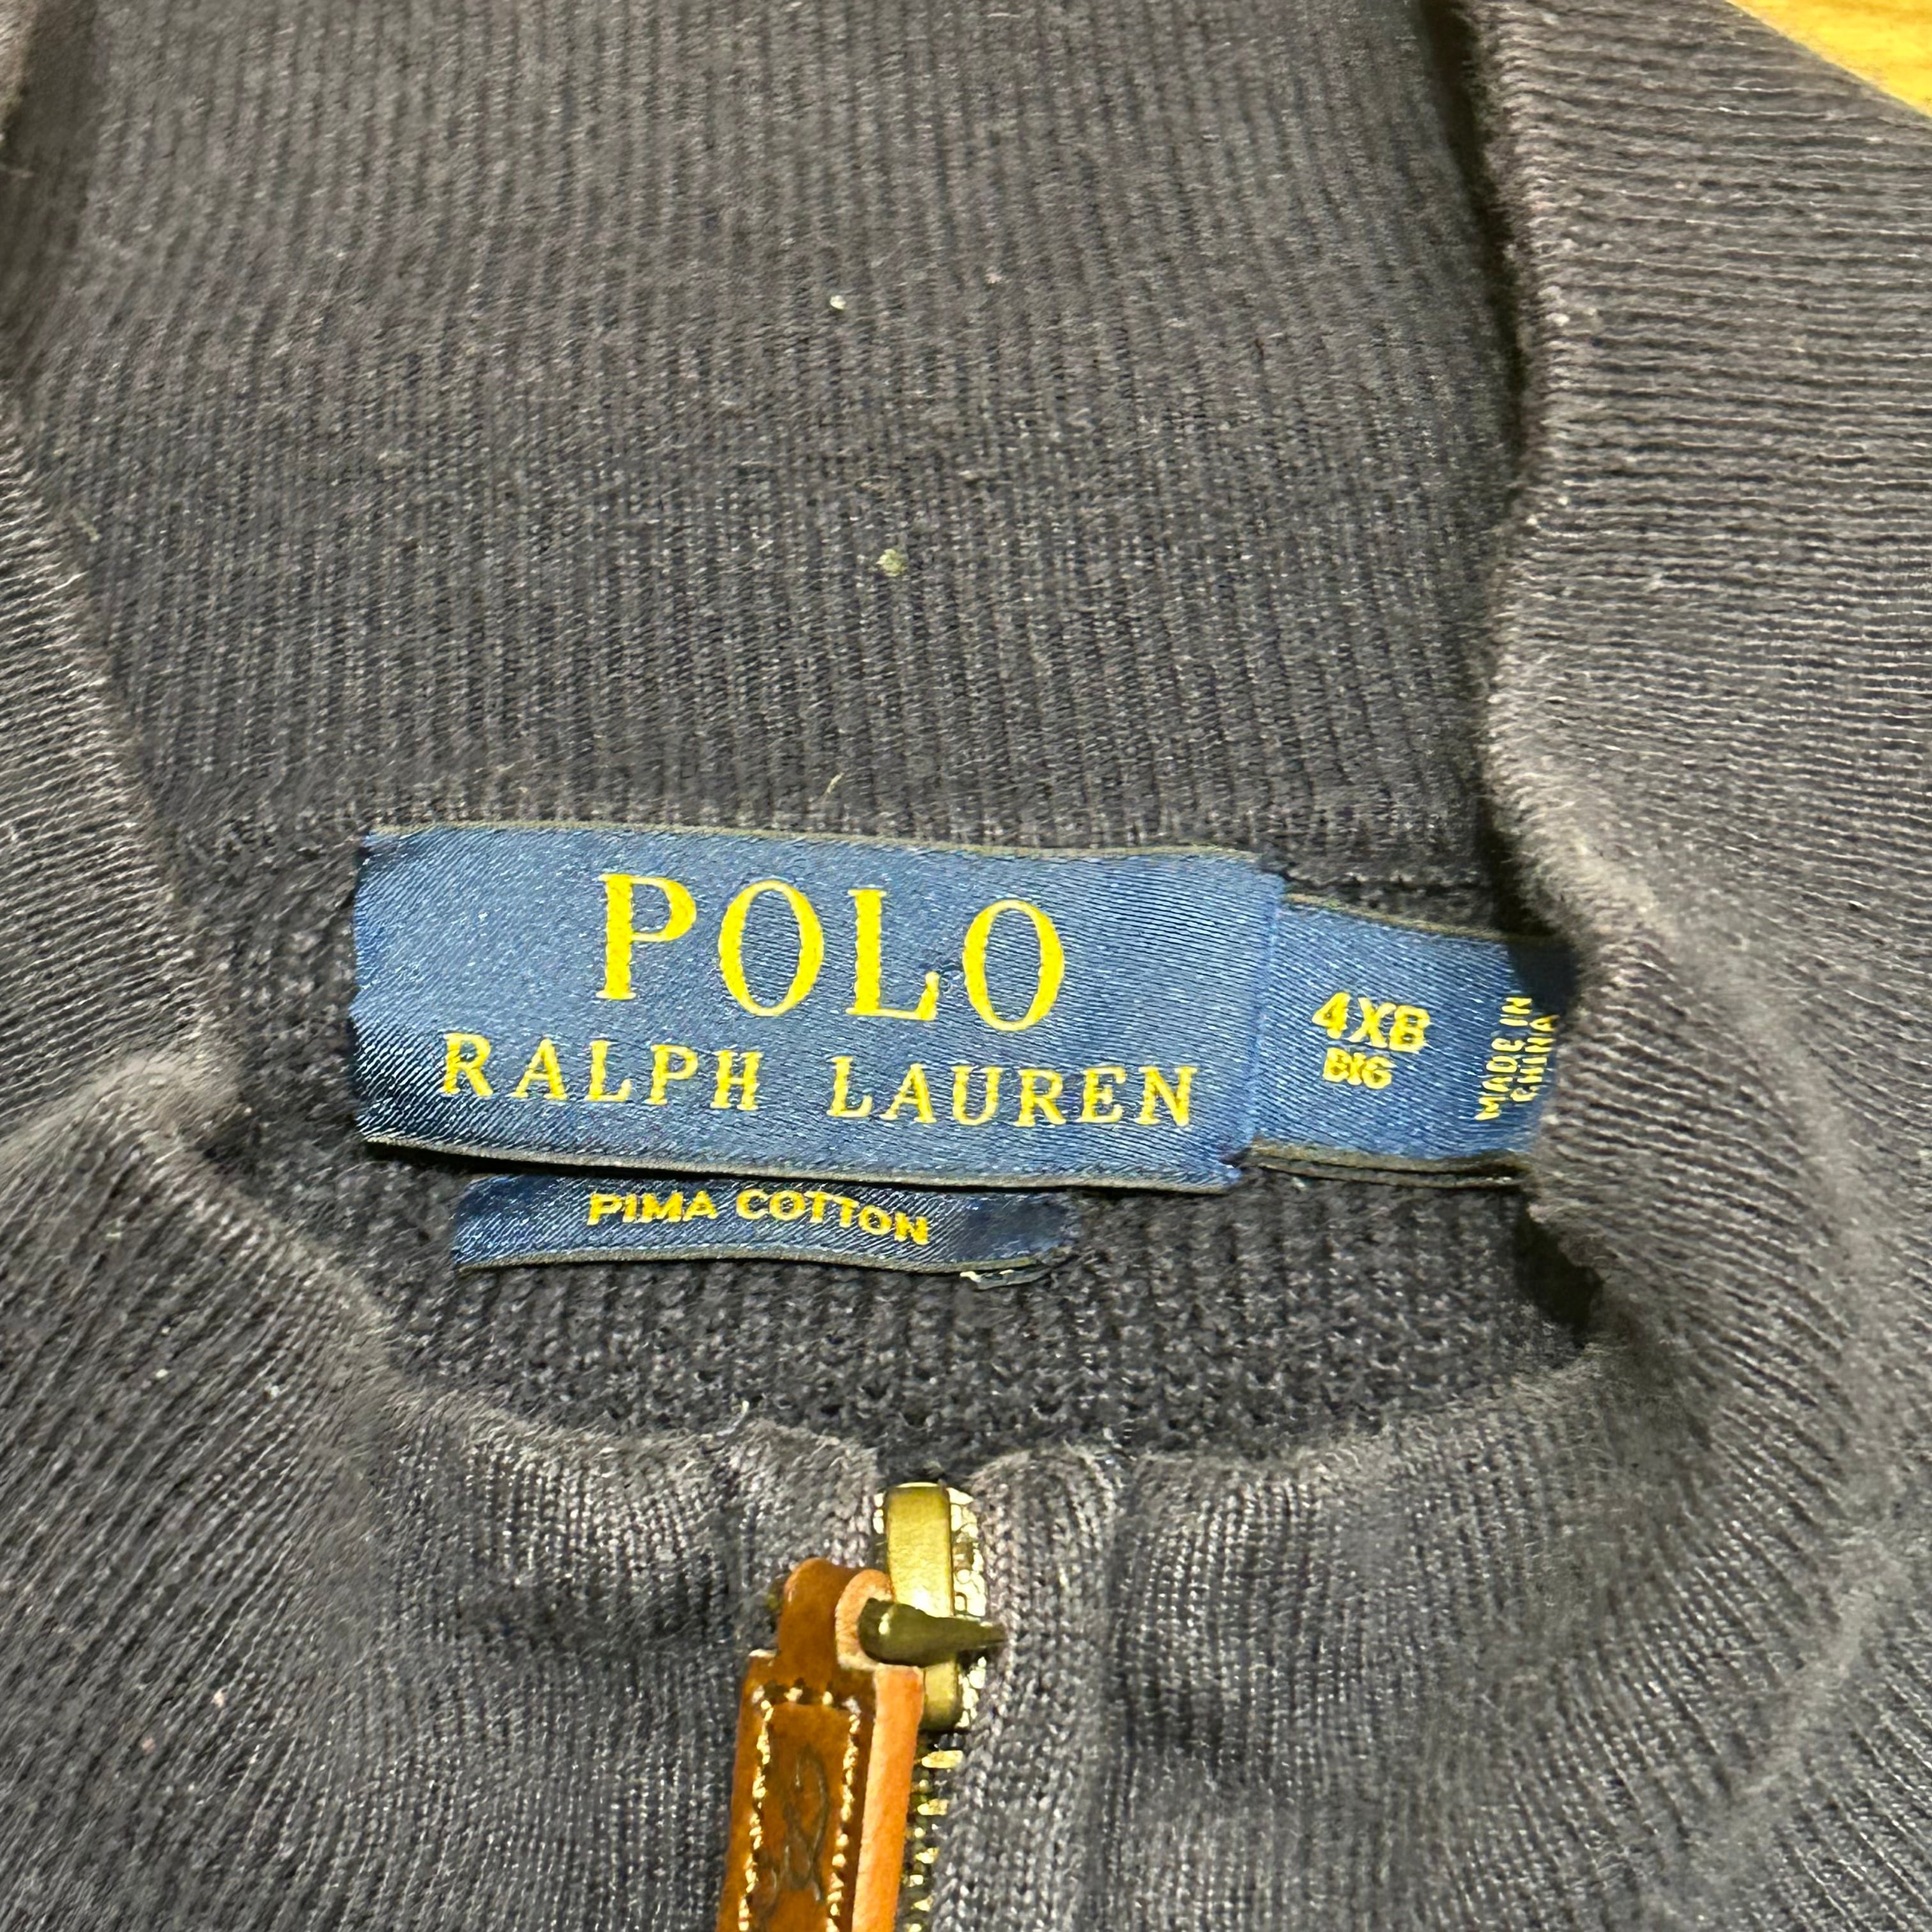 POLO
RALPH LAUREN
4XB
BIG
MADE IN
CHINA
PIMA COTTON